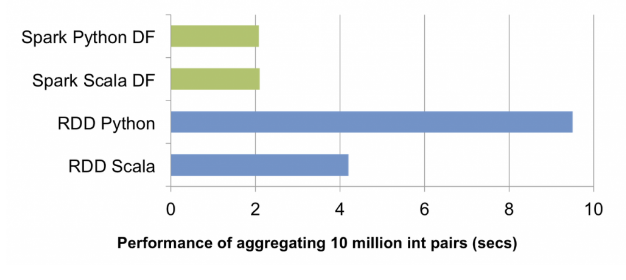 Spark Python DF
Spark Scala DF
RDD Python
RDD Scala
0 2 4 6 8 10
Performance of aggregating 10 million int pairs (secs)